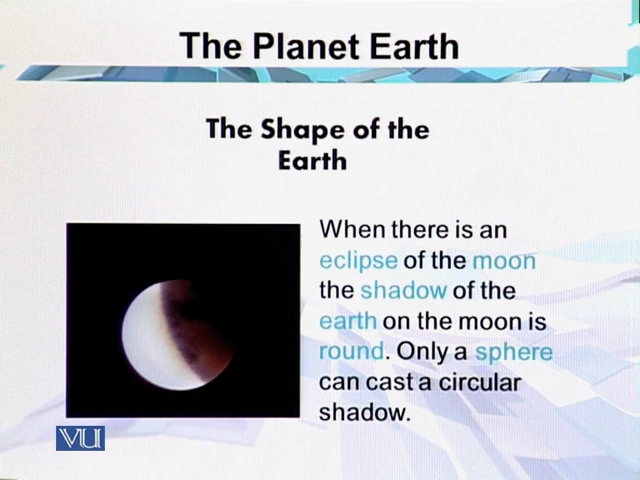 The Planet Earth
The Shape of the
Earth
When there is an
eclipse of the moon
the shadow of the
earth on the moon is
round. Only a sphere
can cast a circular
shadow.
VU